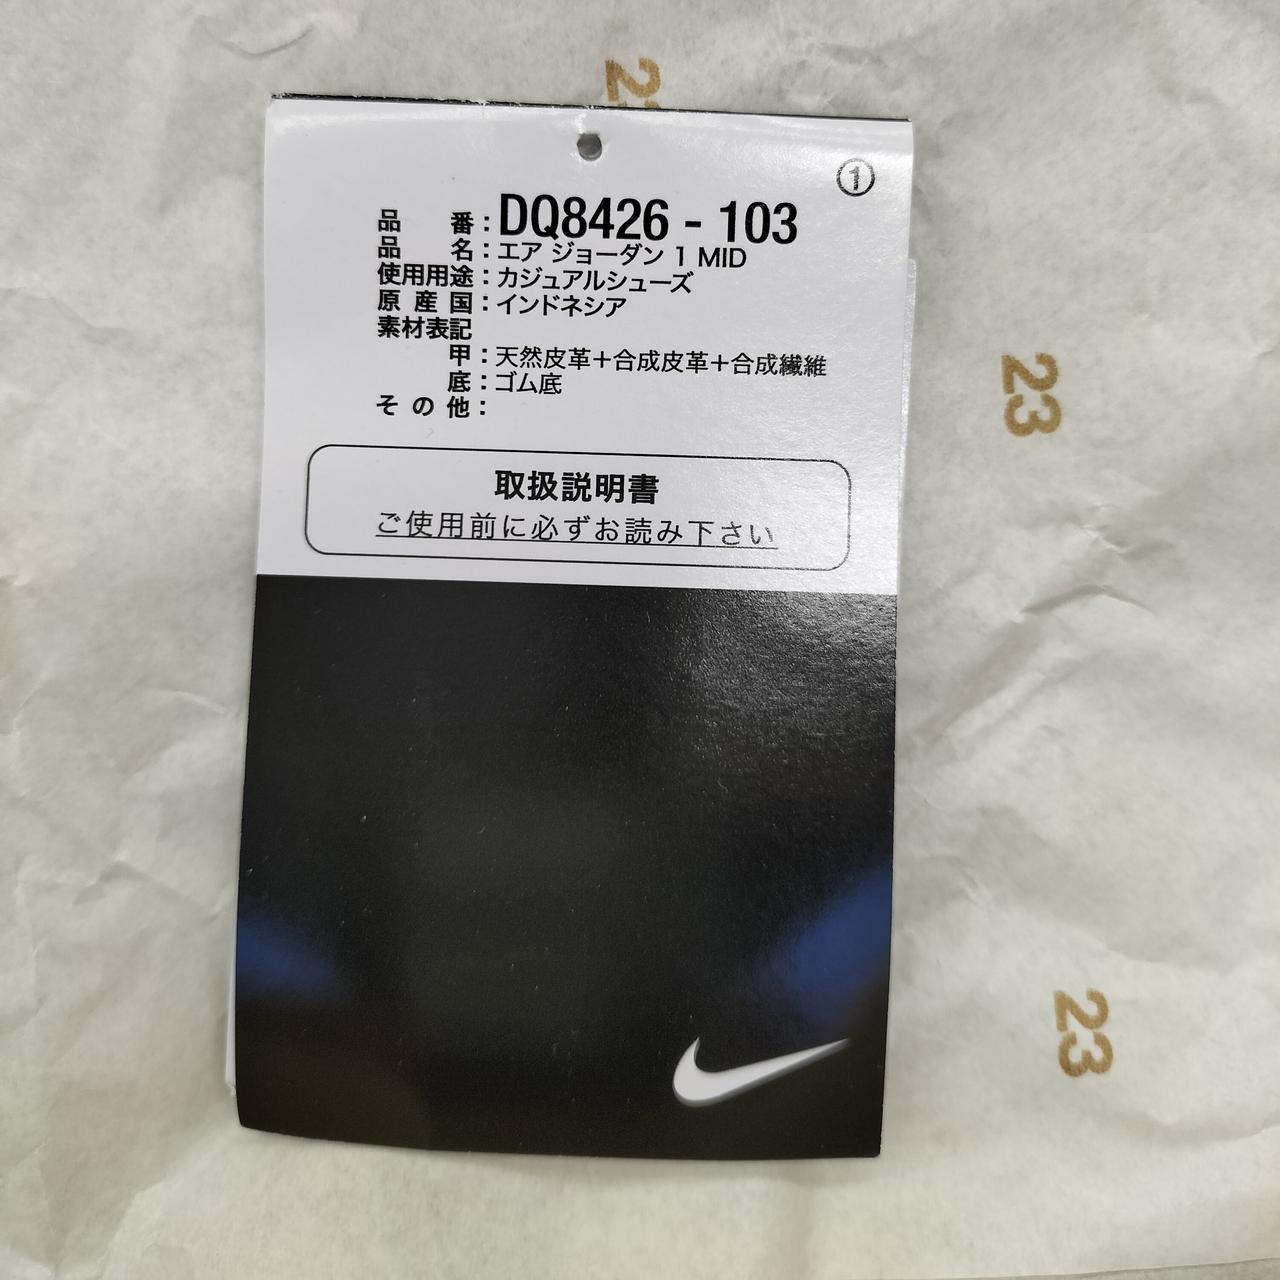 23
①
品番：DQ8426 - 103
品名：エア ジョーダン 1 MID
使用用途：カジュアルシューズ
原産国：インドネシア
素材表記
甲：天然皮革＋合成皮革＋合成繊維
底：ゴム底
その他：
取扱説明書
ご使用前に必ずお読み下さい
23
23